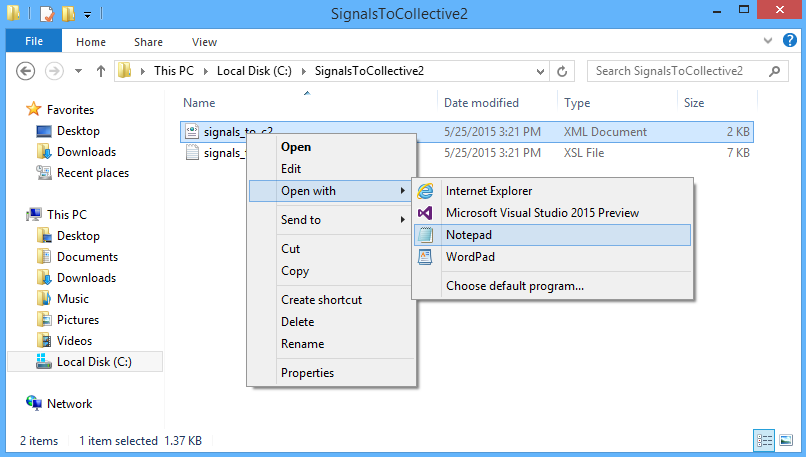 SignalsToCollective2
File Home Share View
This PC Local Disk (C:) SignalsToCollective2 Search SignalsToCollective2
Name Date modified Type Size
Favorites
Desktop
Downloads
Recent places
This PC
Desktop
Documents
Downloads
Music
Pictures
Videos
Local Disk (C:)
Network
signals_to_c2 5/25/2015 3:21 PM XML Document 2 KB
signals_ 5/25/2015 3:21 PM XSL File 7 KB
Open
Edit
Open with
Send to
Cut
Copy
Create shortcut
Delete
Rename
Properties
Internet Explorer
Microsoft Visual Studio 2015 Preview
Notepad
WordPad
Choose default program...
2 items 1 item selected 1.37 KB